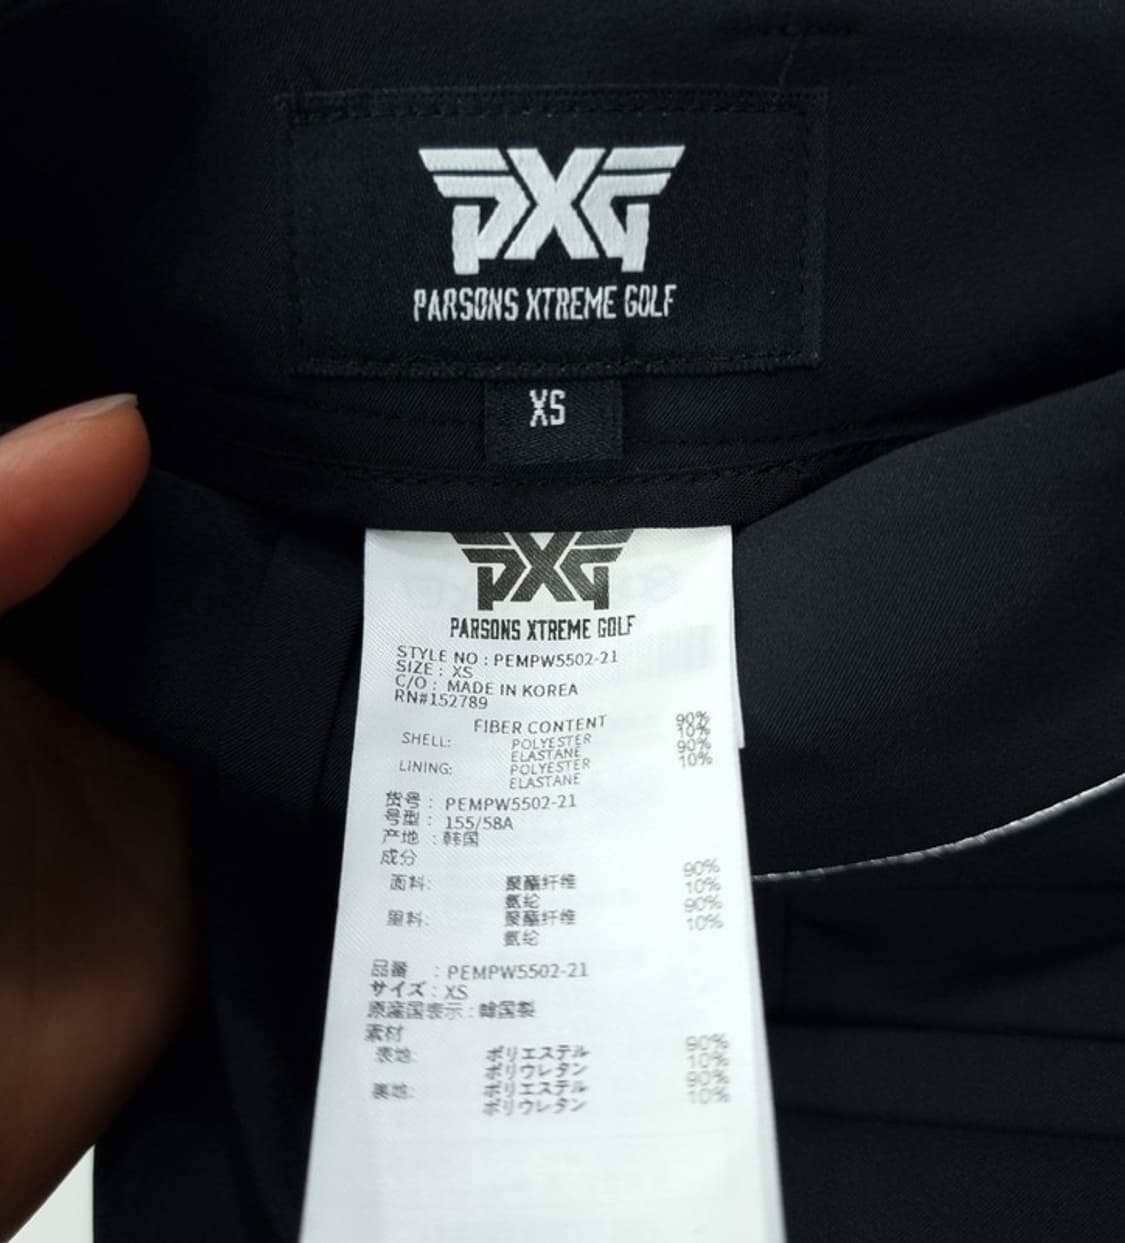 PXG
PARSONS XTREME GOLF
XS
PXG
PARSONS XTREME GOLF
STYLE NO : PEMPW5502-21
SIZE : XS
C/O : MADE IN KOREA
RN#152789
FIBER CONTENT
SHELL: POLYESTER 90%
ELASTANE 10%
LINING: POLYESTER 90%
ELASTANE 10%
货号 : PEMPW5502-21
号型 : 155/58A
产地 : 韩国
成分
面料: 聚酯纤维 90%
氨纶 10%
里料: 聚酯纤维 90%
氨纶 10%
品番 : PEMPW5502-21
サイズ : XS
原産国表示 : 韓国製
素材
表地: ポリエステル 90%
ポリウレタン 10%
裏地: ポリエステル 90%
ポリウレタン 10%